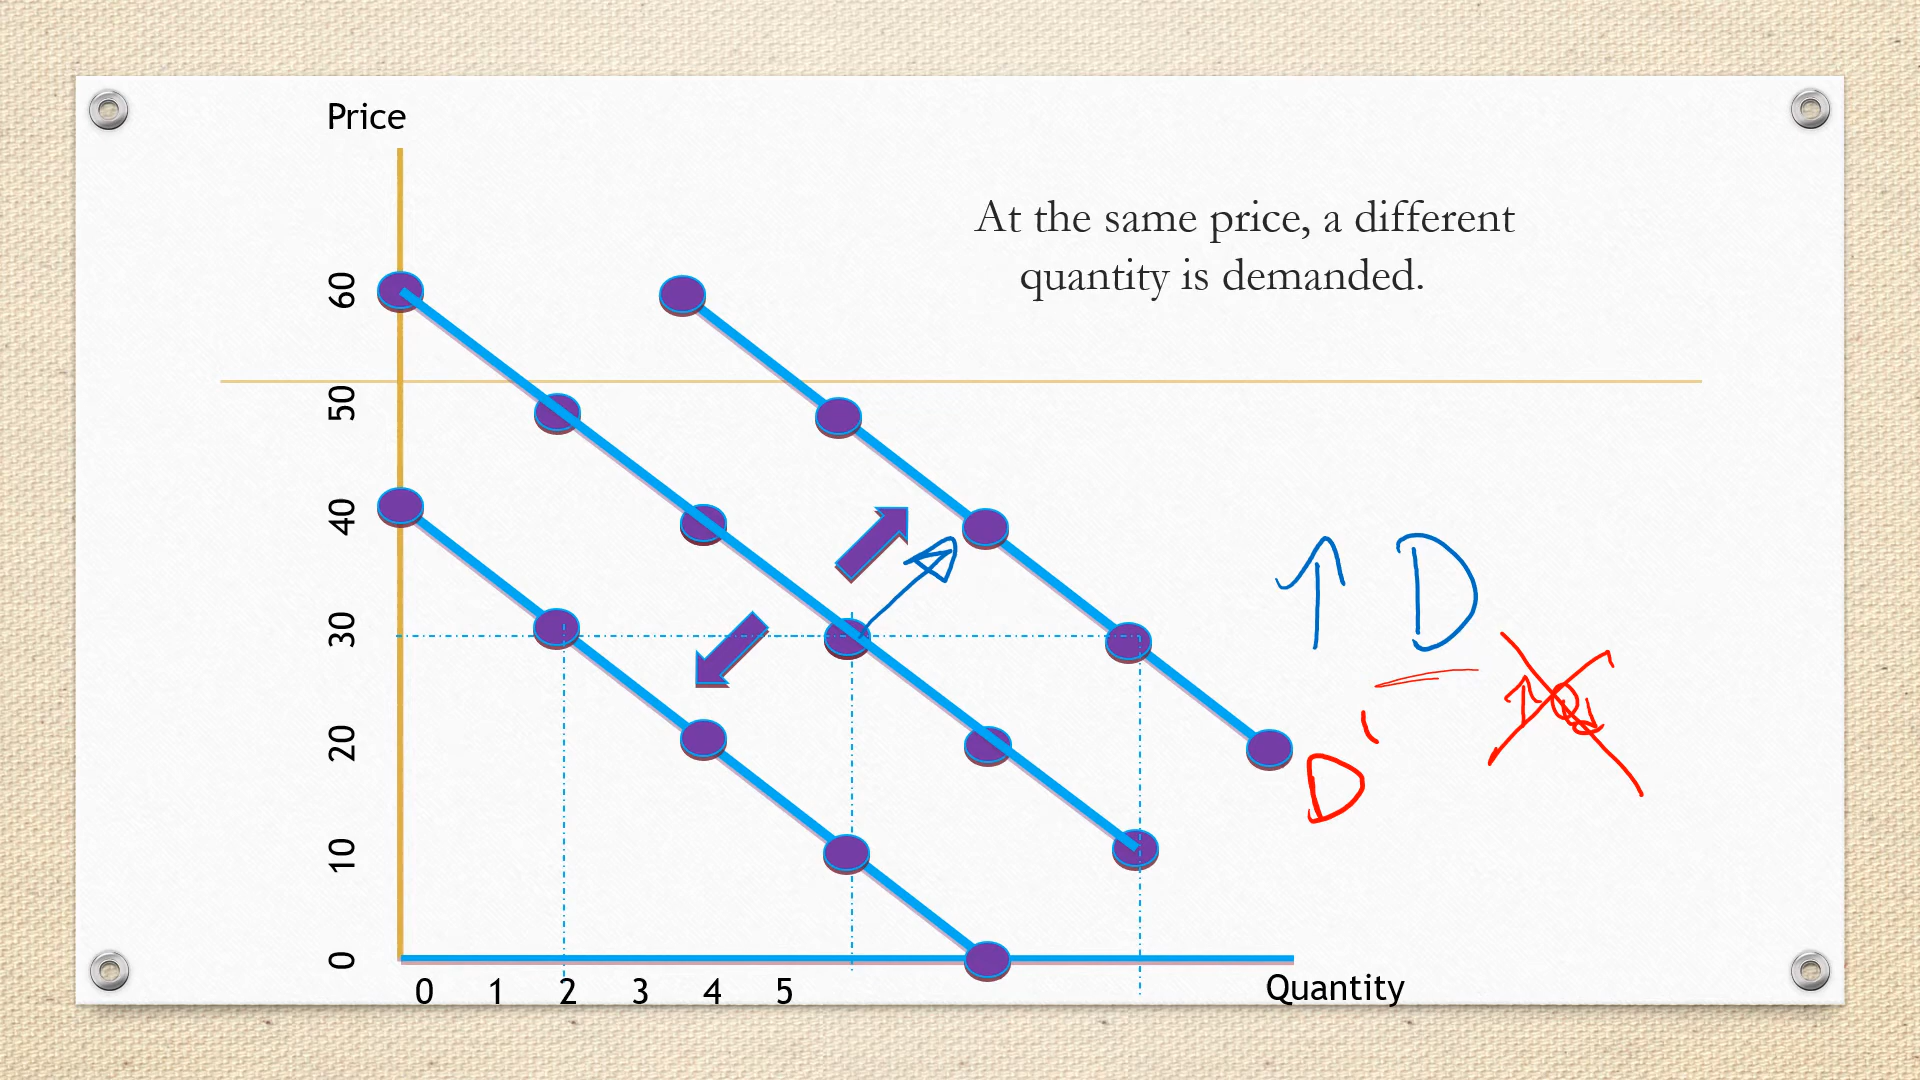 Price
At the same price, a different
quantity is demanded.
60
50
40
30
20
10
0
↑ D
D'
0 1 2 3 4 5
Quantity